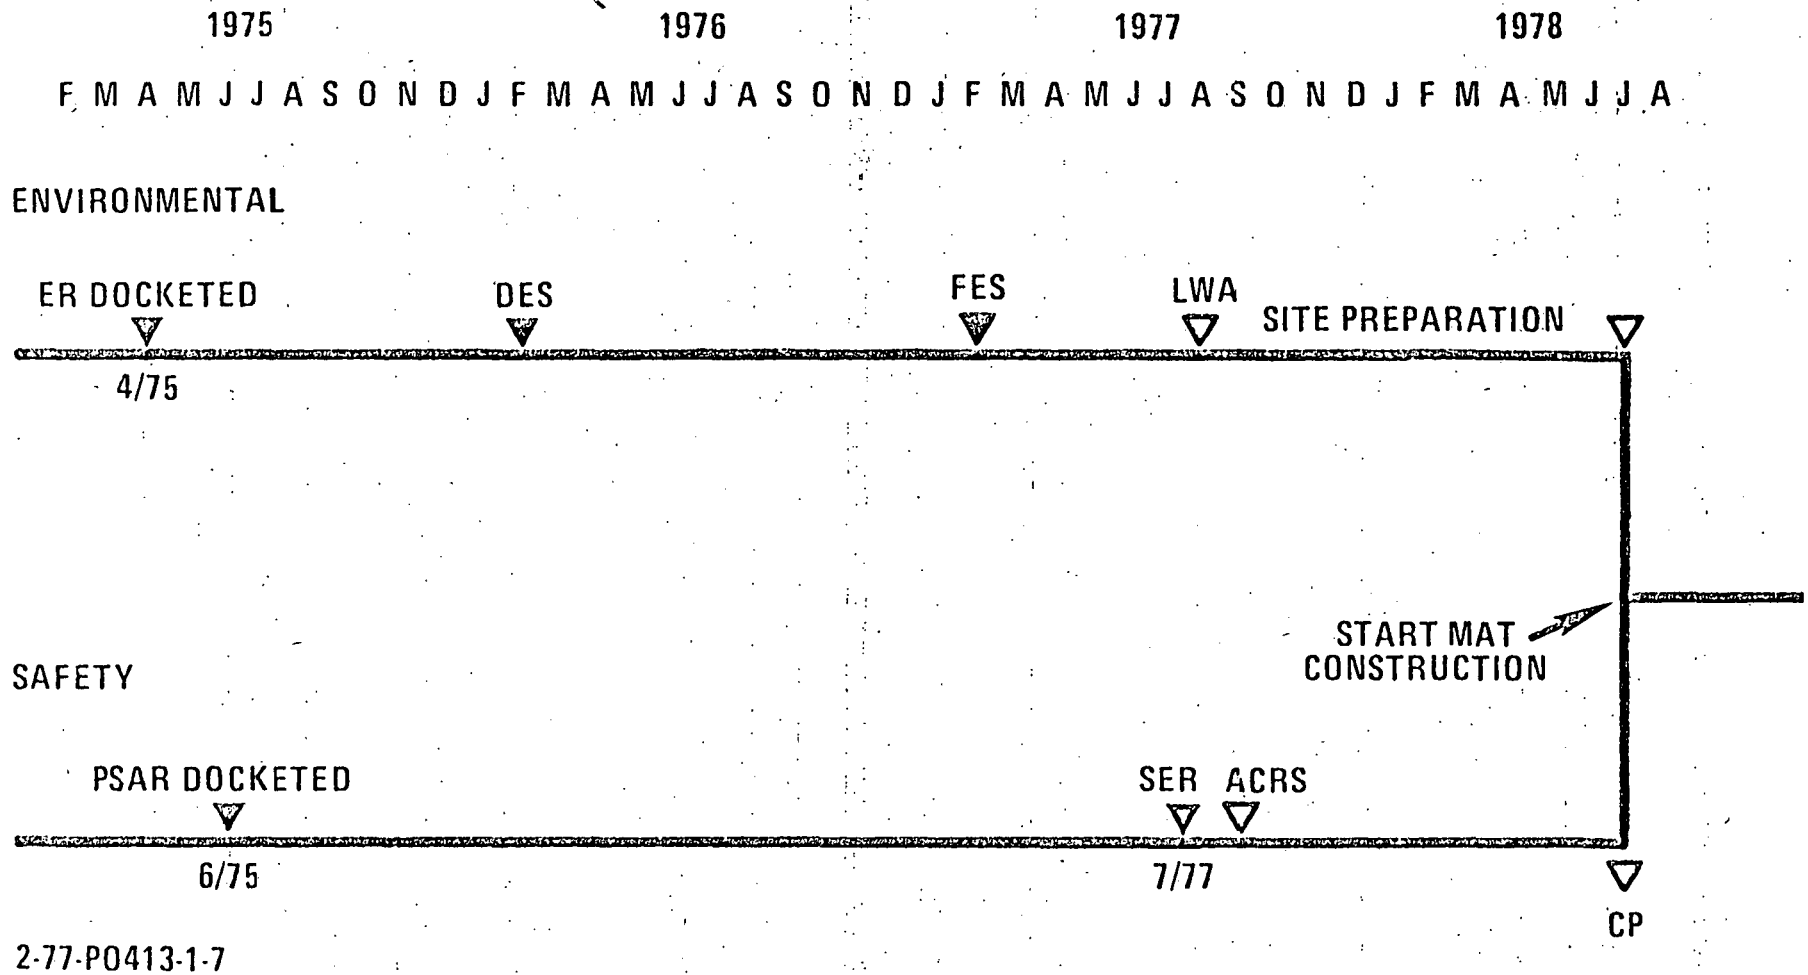 1975 1976 1977 1978
F M A M J J A S O N D J F M A M J J A S O N D J F M A M J J A S O N D J F M A M J J A
ENVIRONMENTAL
ER DOCKETED DES FES LWA
SITE PREPARATION
4/75
START MAT
CONSTRUCTION
SAFETY
PSAR DOCKETED SER ACRS
6/75 7/77
CP
2-77-PO413-1-7